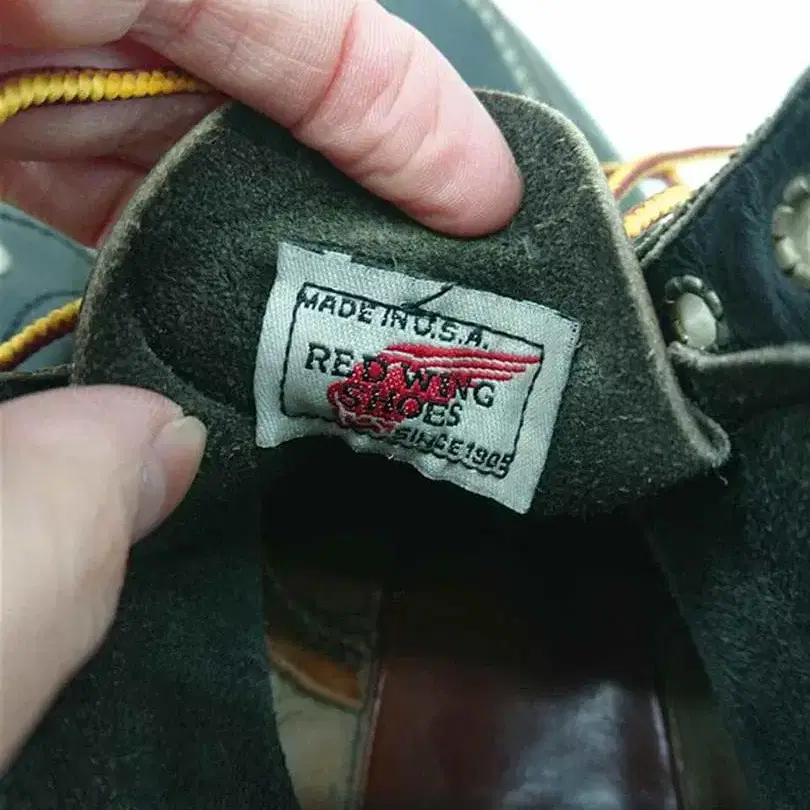 MADE IN U.S.A.
RED WING
SHOES
SINCE 1905